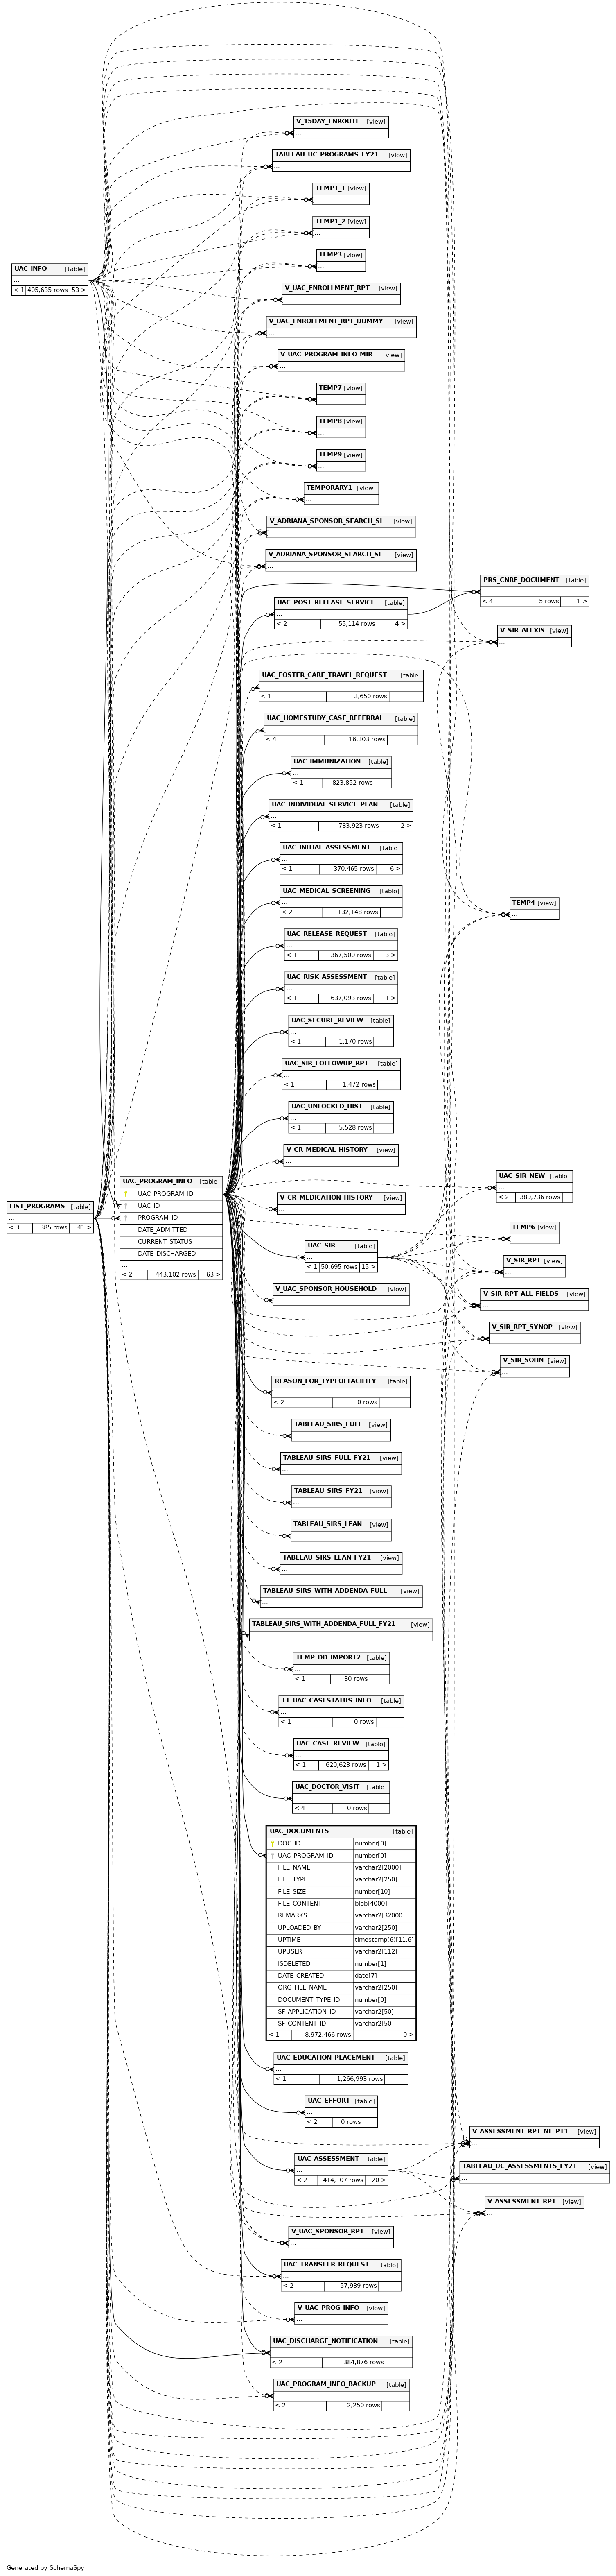 V_15DAY_ENROUTE [view]
...
TABLEAU_UC_PROGRAMS_FY21 [view]
...
TEMP1_1 [view]
...
TEMP1_2 [view]
...
TEMP3 [view]
...
UAC_INFO [table]
...
< 1 405,635 rows 53 >
V_UAC_ENROLLMENT_RPT [view]
...
V_UAC_ENROLLMENT_RPT_DUMMY [view]
...
V_UAC_PROGRAM_INFO_MIR [view]
...
TEMP7 [view]
...
TEMP8 [view]
...
TEMP9 [view]
...
TEMPORARY1 [view]
...
V_ADRIANA_SPONSOR_SEARCH_SI [view]
...
V_ADRIANA_SPONSOR_SEARCH_SL [view]
...
PRS_CNRE_DOCUMENT [table]
...
< 4 5 rows 1 >
UAC_POST_RELEASE_SERVICE [table]
...
< 2 55,114 rows 4 >
V_SIR_ALEXIS [view]
...
UAC_FOSTER_CARE_TRAVEL_REQUEST [table]
...
< 1 3,650 rows
UAC_HOMESTUDY_CASE_REFERRAL [table]
...
< 4 16,303 rows
UAC_IMMUNIZATION [table]
...
< 1 823,852 rows
UAC_INDIVIDUAL_SERVICE_PLAN [table]
...
< 1 783,923 rows 2 >
UAC_INITIAL_ASSESSMENT [table]
...
< 1 370,465 rows 6 >
UAC_MEDICAL_SCREENING [table]
...
< 2 132,148 rows
TEMP4 [view]
...
UAC_RELEASE_REQUEST [table]
...
< 1 367,500 rows 3 >
UAC_RISK_ASSESSMENT [table]
...
< 1 637,093 rows 1 >
UAC_SECURE_REVIEW [table]
...
< 1 1,170 rows
UAC_SIR_FOLLOWUP_RPT [table]
...
< 1 1,472 rows
UAC_UNLOCKED_HIST [table]
...
< 1 5,528 rows
V_CR_MEDICAL_HISTORY [view]
...
UAC_PROGRAM_INFO [table]
UAC_PROGRAM_ID
UAC_ID
PROGRAM_ID
DATE_ADMITTED
CURRENT_STATUS
DATE_DISCHARGED
...
< 2 443,102 rows 63 >
LIST_PROGRAMS [table]
...
< 3 385 rows 41 >
UAC_SIR_NEW [table]
...
< 2 389,736 rows
V_CR_MEDICATION_HISTORY [view]
...
TEMP6 [view]
...
UAC_SIR [table]
...
< 1 50,695 rows 15 >
V_SIR_RPT [view]
...
V_UAC_SPONSOR_HOUSEHOLD [view]
...
V_SIR_RPT_ALL_FIELDS [view]
...
V_SIR_RPT_SYNOP [view]
...
V_SIR_SOHN [view]
...
REASON_FOR_TYPEOFFACILITY [table]
...
< 2 0 rows
TABLEAU_SIRS_FULL [view]
...
TABLEAU_SIRS_FULL_FY21 [view]
...
TABLEAU_SIRS_FY21 [view]
...
TABLEAU_SIRS_LEAN [view]
...
TABLEAU_SIRS_LEAN_FY21 [view]
...
TABLEAU_SIRS_WITH_ADDENDA_FULL [view]
...
TABLEAU_SIRS_WITH_ADDENDA_FULL_FY21 [view]
...
TEMP_DD_IMPORT2 [table]
...
< 1 30 rows
TT_UAC_CASESTATUS_INFO [table]
...
< 1 0 rows
UAC_CASE_REVIEW [table]
...
< 1 620,623 rows 1 >
UAC_DOCTOR_VISIT [table]
...
< 4 0 rows
UAC_DOCUMENTS [table]
DOC_ID number[0]
UAC_PROGRAM_ID number[0]
FILE_NAME varchar2[2000]
FILE_TYPE varchar2[250]
FILE_SIZE number[10]
FILE_CONTENT blob[4000]
REMARKS varchar2[32000]
UPLOADED_BY varchar2[250]
UPTIME timestamp(6)[11,6]
UPUSER varchar2[112]
ISDELETED number[1]
DATE_CREATED date[7]
ORG_FILE_NAME varchar2[250]
DOCUMENT_TYPE_ID number[0]
SF_APPLICATION_ID varchar2[50]
SF_CONTENT_ID varchar2[50]
< 1 8,972,466 rows 0 >
UAC_EDUCATION_PLACEMENT [table]
...
< 1 1,266,993 rows
UAC_EFFORT [table]
...
< 2 0 rows
V_ASSESSMENT_RPT_NF_PT1 [view]
...
UAC_ASSESSMENT [table]
...
< 2 414,107 rows 20 >
TABLEAU_UC_ASSESSMENTS_FY21 [view]
...
V_ASSESSMENT_RPT [view]
...
V_UAC_SPONSOR_RPT [view]
...
UAC_TRANSFER_REQUEST [table]
...
< 2 57,939 rows
V_UAC_PROG_INFO [view]
...
UAC_DISCHARGE_NOTIFICATION [table]
...
< 2 384,876 rows
UAC_PROGRAM_INFO_BACKUP [table]
...
< 2 2,250 rows
Generated by SchemaSpy